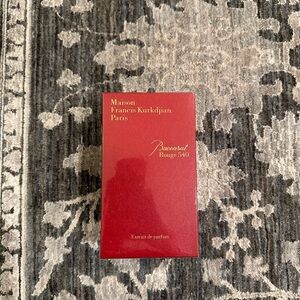 Maison
Francis Kurkdjian
Paris
Baccarat
Rouge 540
Extrait de parfum